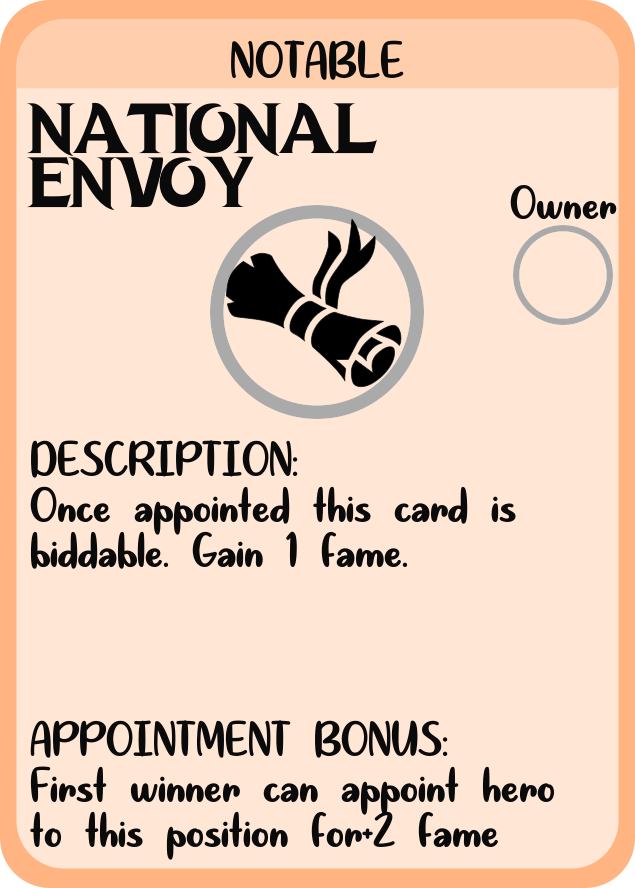 NOTABLE
NATIONAL
ENVOY
Owner
DESCRIPTION:
Once appointed this card is
biddable. Gain 1 fame.
APPOINTMENT BONUS:
First winner can appoint hero
to this position for+2 fame